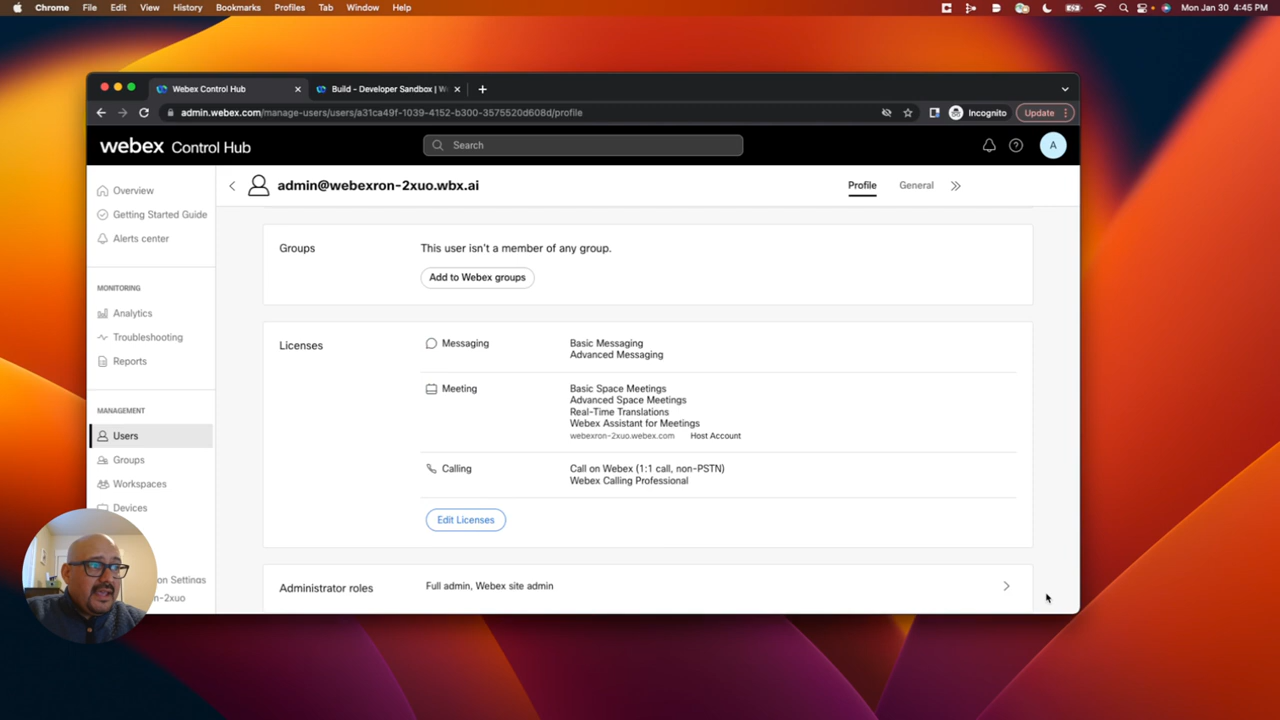 Chrome File Edit View History Bookmarks Profiles Tab Window Help
Mon Jan 30 4:45 PM
Webex Control Hub
Build - Developer Sandbox | W
admin.webex.com/manage-users/users/a31ca49f-1039-4152-b300-3575520d608d/profile
Incognito
Update
webex Control Hub
Search
A
Overview
Getting Started Guide
Alerts center
MONITORING
Analytics
Troubleshooting
Reports
MANAGEMENT
Users
Groups
Workspaces
Devices
on Settings
n-2xuo
admin@webexron-2xuo.wbx.ai
Profile
General
Groups
This user isn't a member of any group.
Add to Webex groups
Licenses
Messaging
Basic Messaging
Advanced Messaging
Meeting
Basic Space Meetings
Advanced Space Meetings
Real-Time Translations
Webex Assistant for Meetings
webexron-2xuo.webex.com Host Account
Calling
Call on Webex (1:1 call, non-PSTN)
Webex Calling Professional
Edit Licenses
Administrator roles
Full admin, Webex site admin